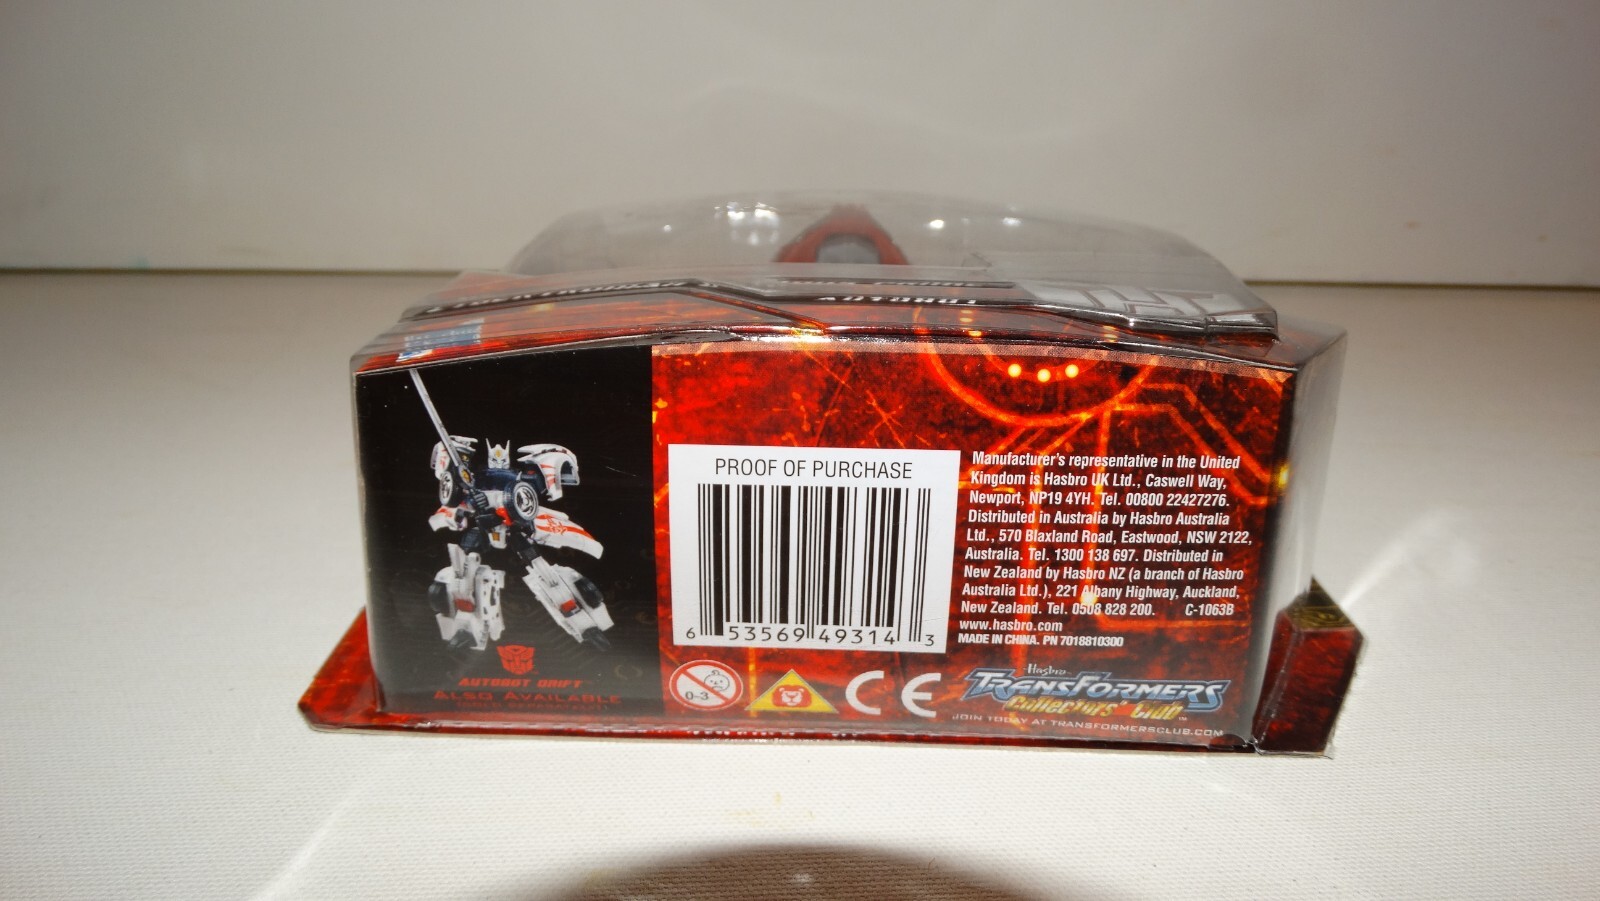 PROOF OF PURCHASE
6 53569 49314 3
Manufacturer's representative in the United
Kingdom is Hasbro UK Ltd., Caswell Way,
Newport, NP19 4YH. Tel. 00800 22427276.
Distributed in Australia by Hasbro Australia
Ltd., 570 Blaxland Road, Eastwood, NSW 2122,
Australia. Tel. 1300 138 697. Distributed in
New Zealand by Hasbro NZ (a branch of Hasbro
Australia Ltd.), 221 Albany Highway, Auckland,
New Zealand. Tel. 0508 828 200. C-1063B
www.hasbro.com
MADE IN CHINA. PN 7018810300
AUTOBOT DRIFT
ALSO AVAILABLE
0-3
CE
Hasbro
TRANSFORMERS
Collectors' Club™
JOIN TODAY AT TRANSFORMERSCLUB.COM